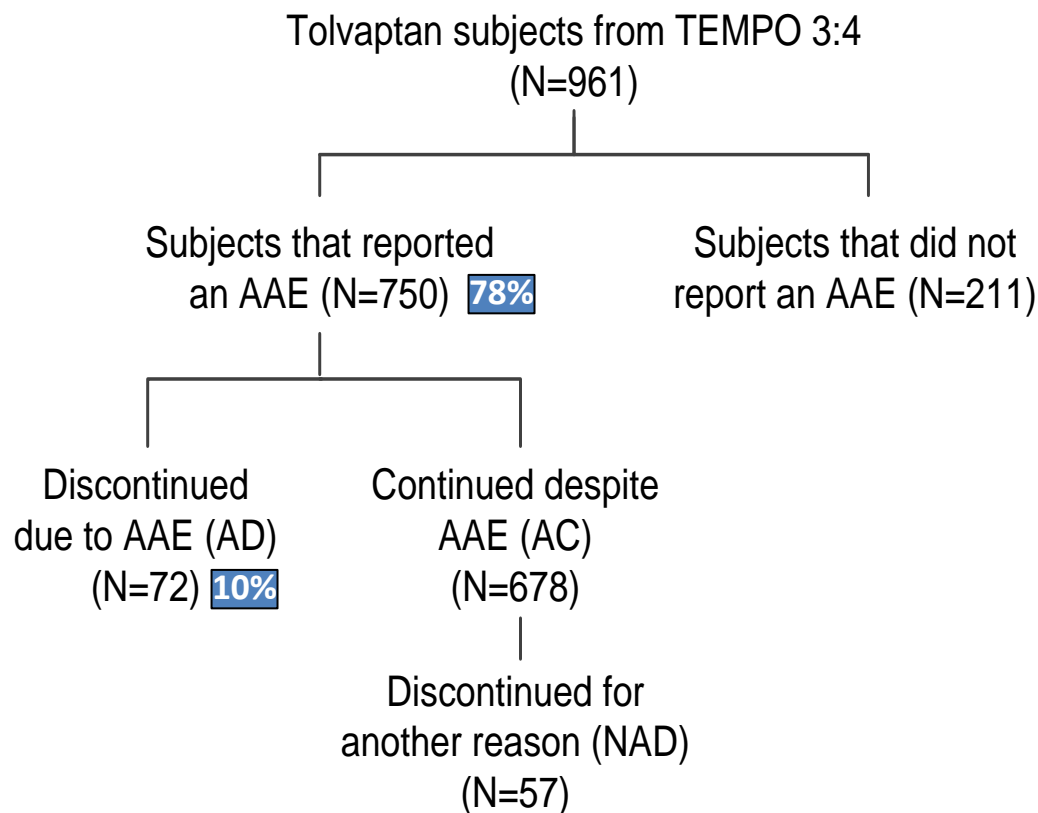 Tolvaptan subjects from TEMPO 3:4
(N=961)
Subjects that reported
an AAE (N=750) 78%
Subjects that did not
report an AAE (N=211)
Discontinued
due to AAE (AD)
(N=72) 10%
Continued despite
AAE (AC)
(N=678)
Discontinued for
another reason (NAD)
(N=57)